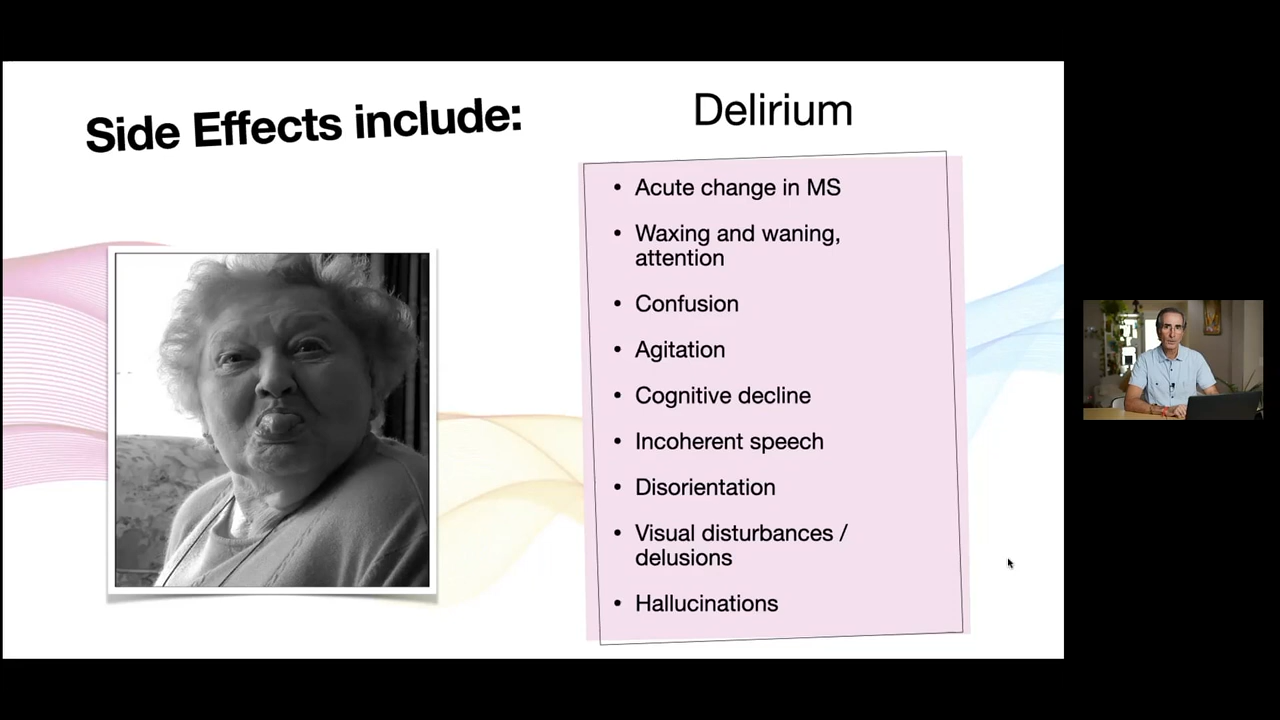 Side Effects include:
Delirium
• Acute change in MS
• Waxing and waning,
attention
• Confusion
• Agitation
• Cognitive decline
• Incoherent speech
• Disorientation
• Visual disturbances /
delusions
• Hallucinations